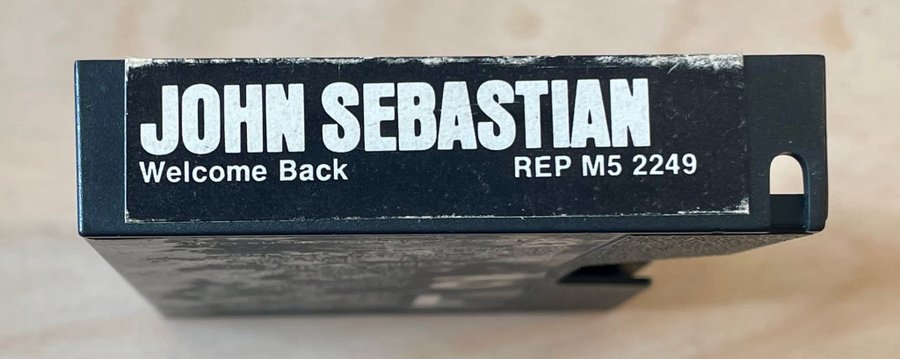 JOHN SEBASTIAN
Welcome Back REP M5 2249